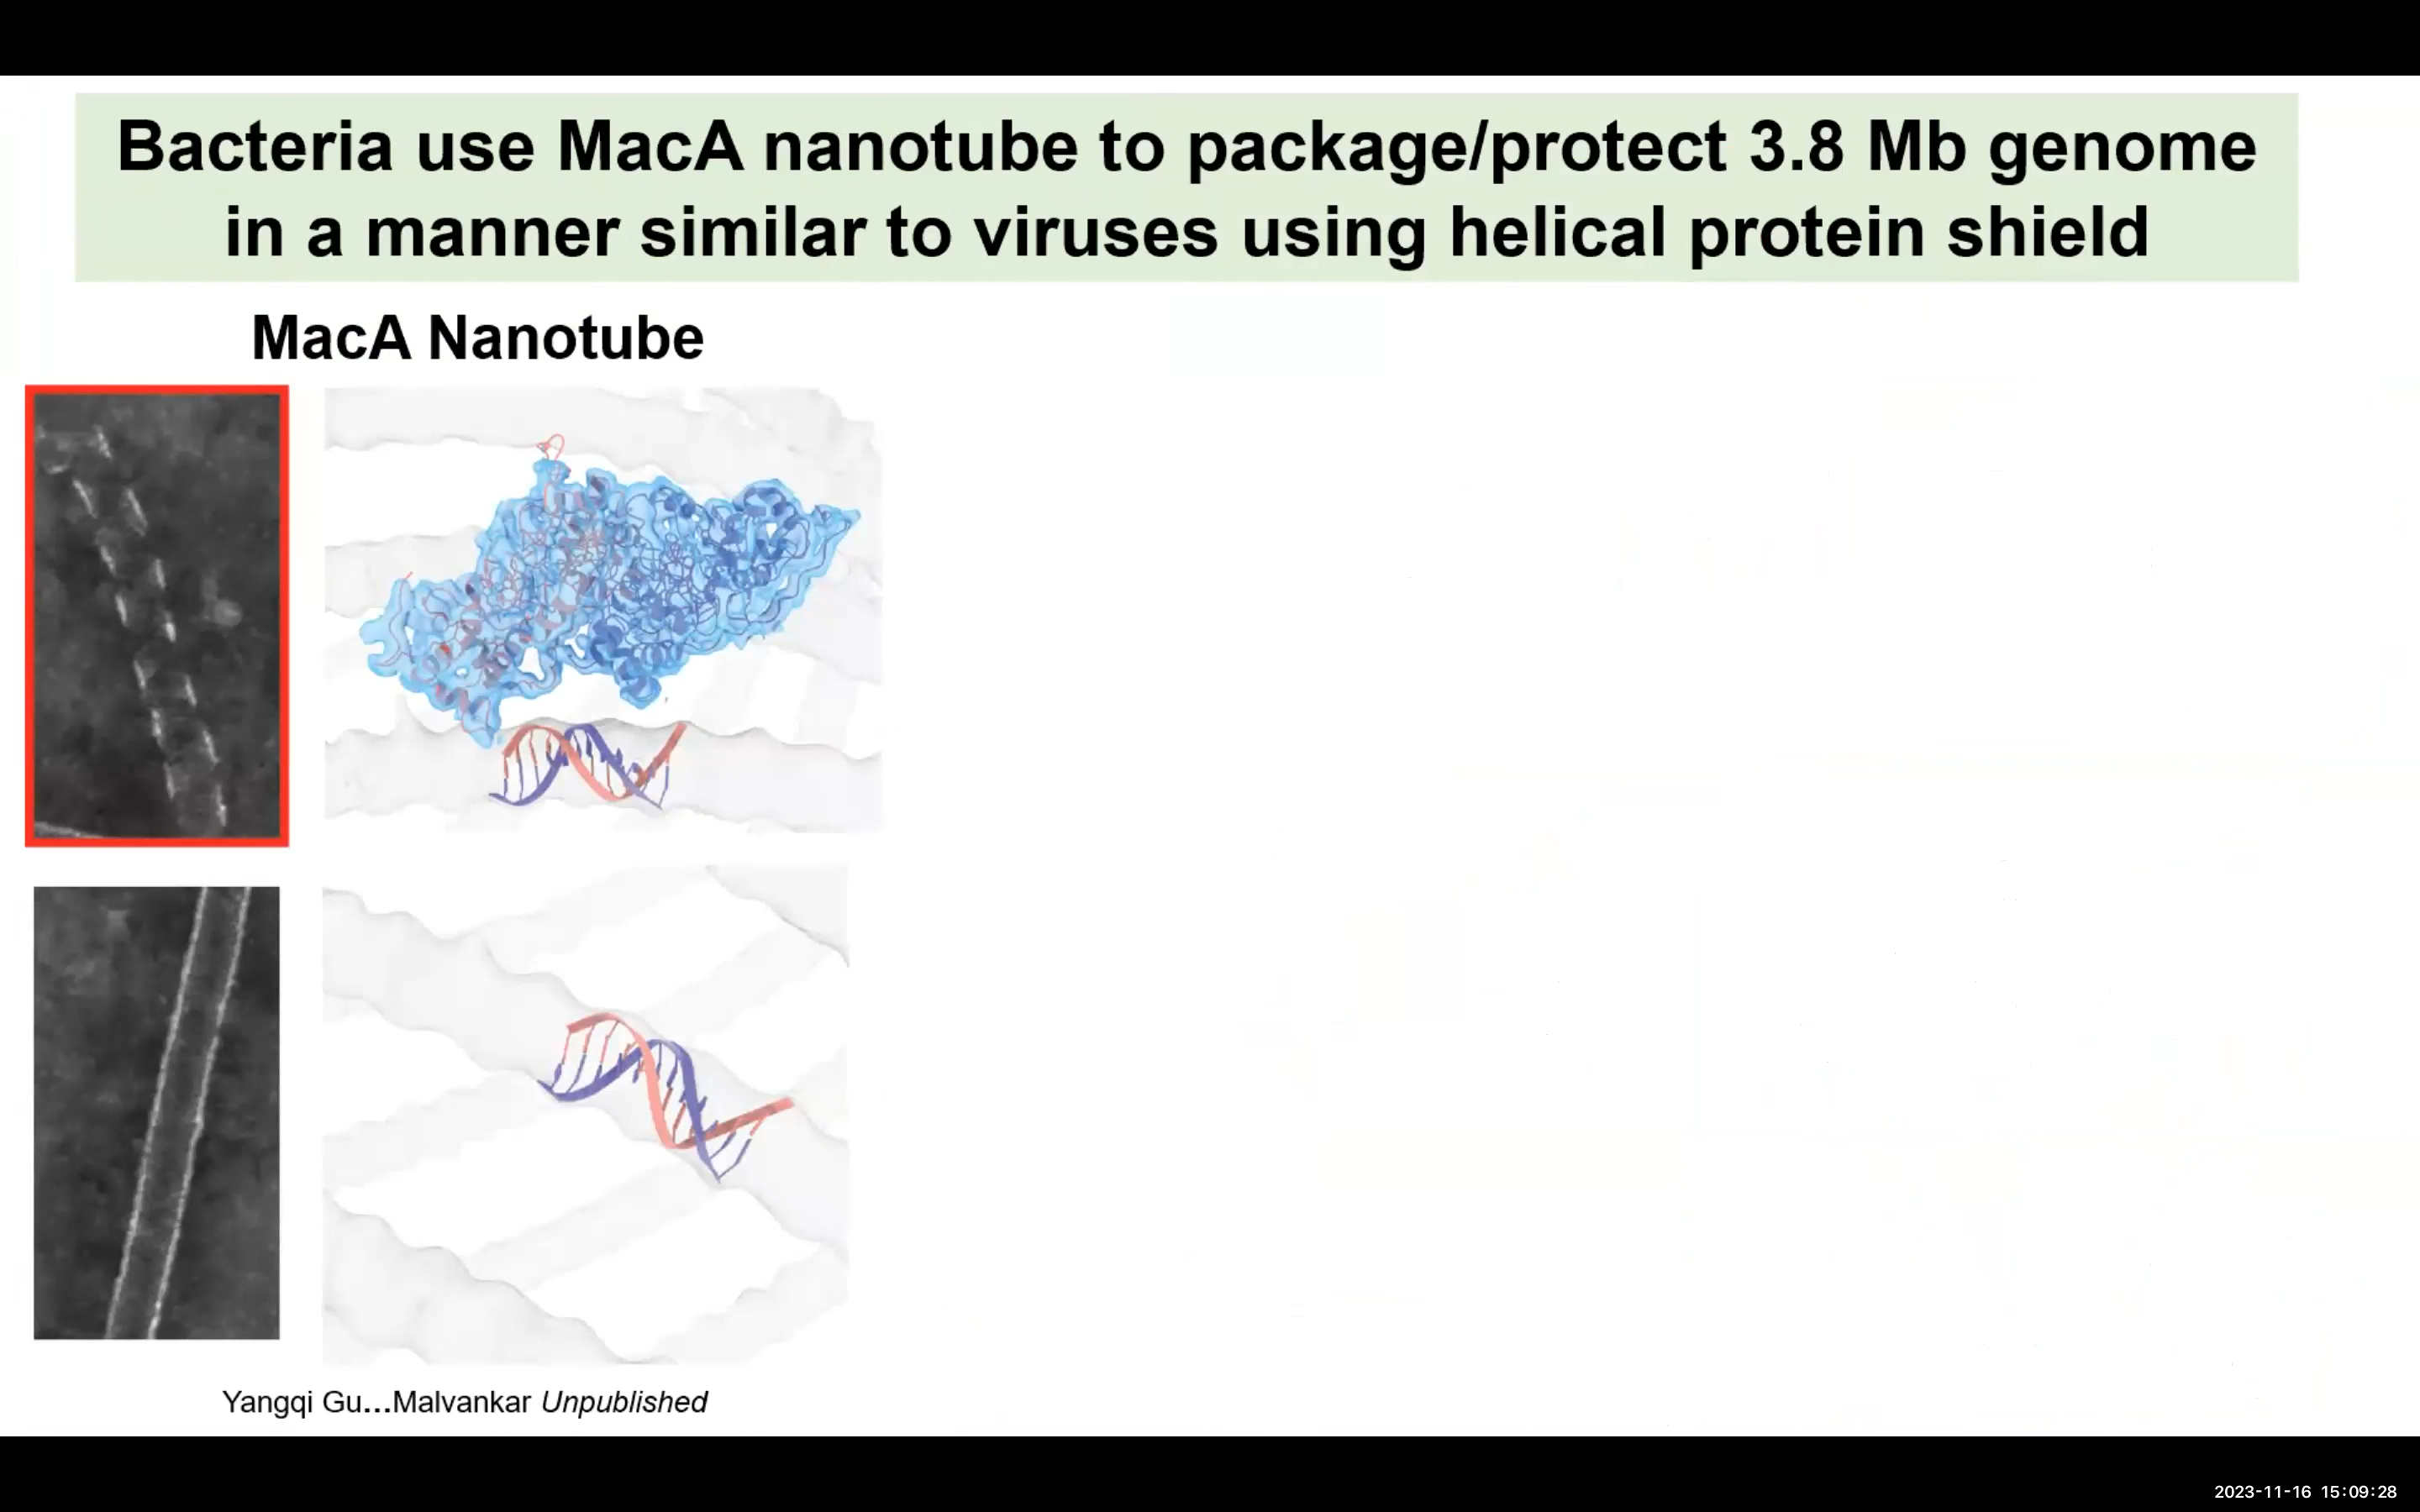 Bacteria use MacA nanotube to package/protect 3.8 Mb genome
in a manner similar to viruses using helical protein shield
MacA Nanotube
Yangqi Gu...Malvankar Unpublished
2023-11-16 15:09:28